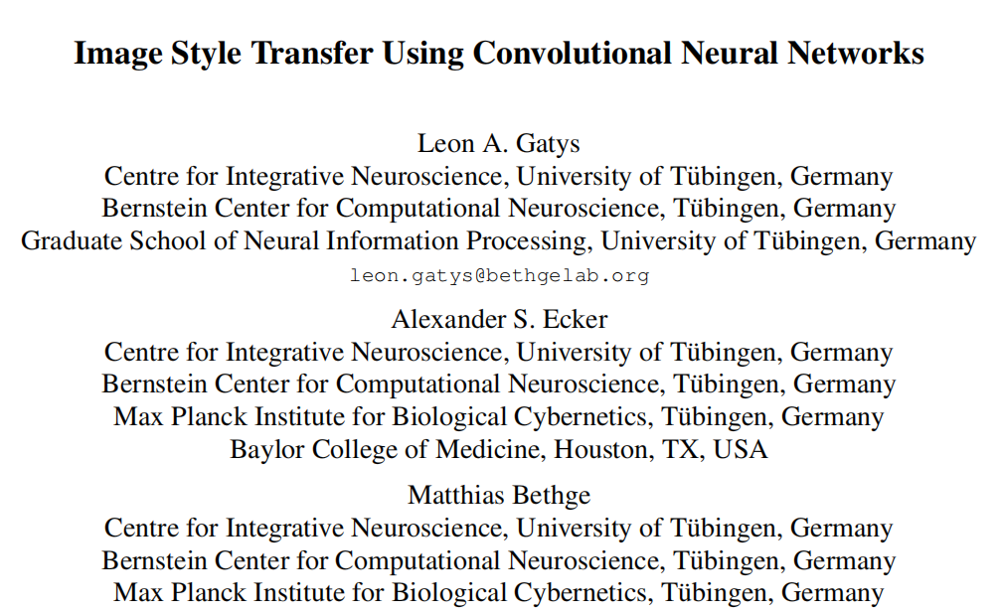 Image Style Transfer Using Convolutional Neural Networks
Leon A. Gatys
Centre for Integrative Neuroscience, University of Tübingen, Germany
Bernstein Center for Computational Neuroscience, Tübingen, Germany
Graduate School of Neural Information Processing, University of Tübingen, Germany
leon.gatys@bethgelab.org
Alexander S. Ecker
Centre for Integrative Neuroscience, University of Tübingen, Germany
Bernstein Center for Computational Neuroscience, Tübingen, Germany
Max Planck Institute for Biological Cybernetics, Tübingen, Germany
Baylor College of Medicine, Houston, TX, USA
Matthias Bethge
Centre for Integrative Neuroscience, University of Tübingen, Germany
Bernstein Center for Computational Neuroscience, Tübingen, Germany
Max Planck Institute for Biological Cybernetics, Tübingen, Germany